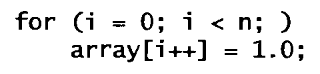 for (i = 0; i < n; )
    array[i++] = 1.0;